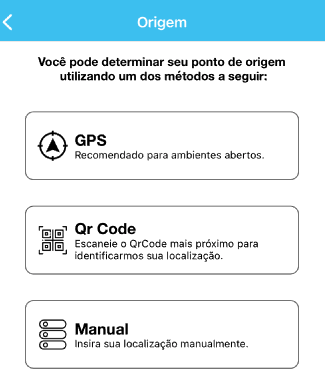 Origem
Você pode determinar seu ponto de origem
utilizando um dos métodos a seguir:
GPS
Recomendado para ambientes abertos.
Qr Code
Escaneie o QrCode mais próximo para
identificarmos sua localização.
Manual
Insira sua localização manualmente.